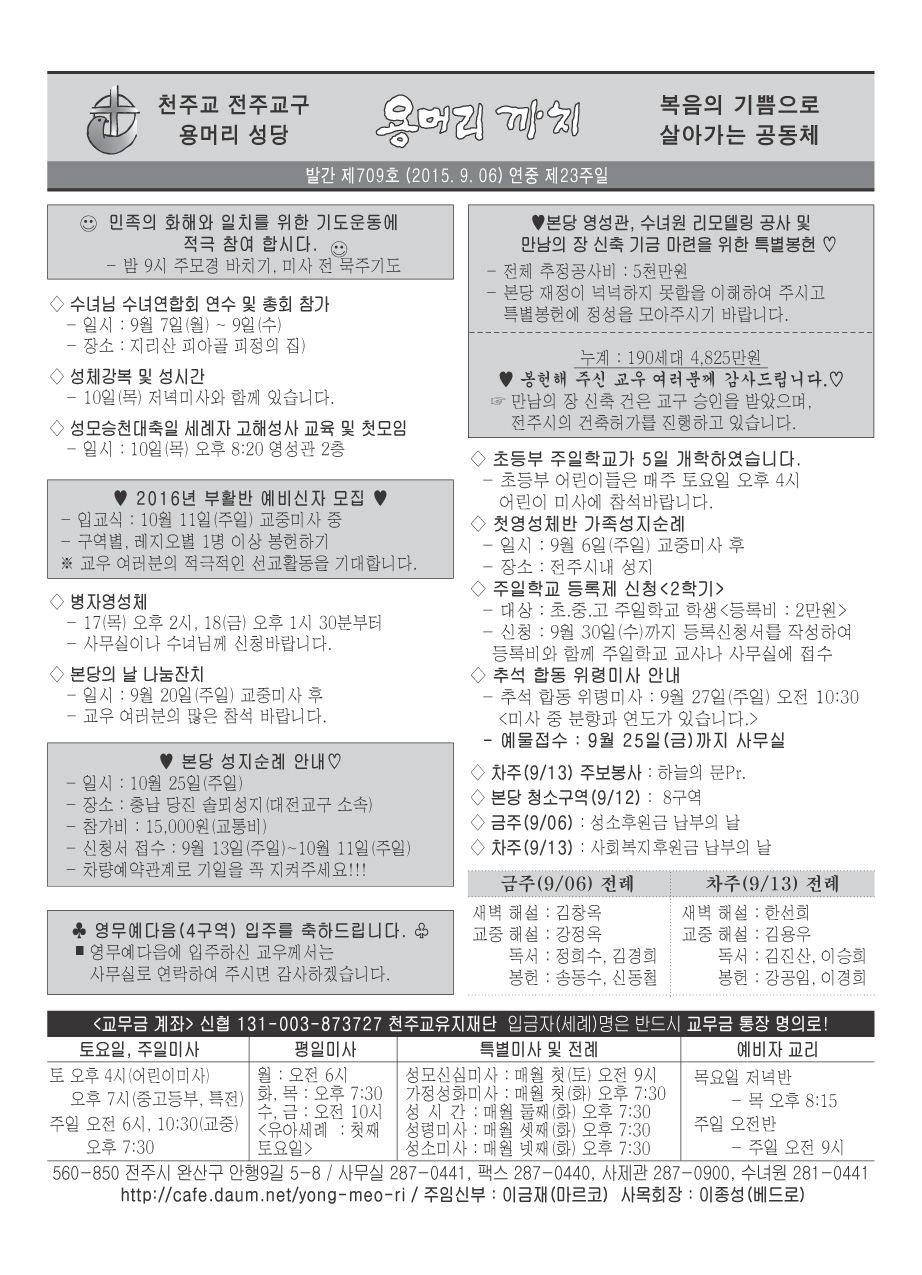 천주교 전주교구
용머리 성당
용머리 까치
복음의 기쁨으로
살아가는 공동체
발간 제709호 (2015. 9. 06) 연중 제23주일
☺ 민족의 화해와 일치를 위한 기도운동에
적극 참여 합시다. ☺
- 밤 9시 주모경 바치기, 미사 전 묵주기도
◇ 수녀님 수녀연합회 연수 및 총회 참가
- 일시 : 9월 7일(월) ~ 9일(수)
- 장소 : 지리산 피아골 피정의 집)
◇ 성체강복 및 성시간
- 10일(목) 저녁미사와 함께 있습니다.
◇ 성모승천대축일 세례자 고해성사 교육 및 첫모임
- 일시 : 10일(목) 오후 8:20 영성관 2층
♥ 2016년 부활반 예비신자 모집 ♥
- 입교식 : 10월 11일(주일) 교중미사 중
- 구역별, 레지오별 1명 이상 봉헌하기
※ 교우 여러분의 적극적인 선교활동을 기대합니다.
◇ 병자영성체
- 17(목) 오후 2시, 18(금) 오후 1시 30분부터
- 사무실이나 수녀님께 신청바랍니다.
◇ 본당의 날 나눔잔치
- 일시 : 9월 20일(주일) 교중미사 후
- 교우 여러분의 많은 참석 바랍니다.
♥ 본당 성지순례 안내♡
- 일시 : 10월 25일(주일)
- 장소 : 충남 당진 솔뫼성지(대전교구 소속)
- 참가비 : 15,000원(교통비)
- 신청서 접수 : 9월 13일(주일)~10월 11일(주일)
- 차량예약관계로 기일을 꼭 지켜주세요!!!
♣ 영무예다음(4구역) 입주를 축하드립니다. ♧
■ 영무예다음에 입주하신 교우께서는
사무실로 연락하여 주시면 감사하겠습니다.
♥본당 영성관, 수녀원 리모델링 공사 및
만남의 장 신축 기금 마련을 위한 특별봉헌 ♡
- 전체 추정공사비 : 5천만원
- 본당 재정이 넉넉하지 못함을 이해하여 주시고
특별봉헌에 정성을 모아주시기 바랍니다.
누계 : 190세대 4,825만원
♥ 봉헌해 주신 교우 여러분께 감사드립니다.♡
☞ 만남의 장 신축 건은 교구 승인을 받았으며,
전주시의 건축허가를 진행하고 있습니다.
◇ 초등부 주일학교가 5일 개학하였습니다.
- 초등부 어린이들은 매주 토요일 오후 4시
어린이 미사에 참석바랍니다.
◇ 첫영성체반 가족성지순례
- 일시 : 9월 6일(주일) 교중미사 후
- 장소 : 전주시내 성지
◇ 주일학교 등록제 신청<2학기>
- 대상 : 초.중.고 주일학교 학생<등록비 : 2만원>
- 신청 : 9월 30일(수)까지 등록신청서를 작성하여
등록비와 함께 주일학교 교사나 사무실에 접수
◇ 추석 합동 위령미사 안내
- 추석 합동 위령미사 : 9월 27일(주일) 오전 10:30
<미사 중 분향과 연도가 있습니다.>
- 예물접수 : 9월 25일(금)까지 사무실
◇ 차주(9/13) 주보봉사 : 하늘의 문Pr.
◇ 본당 청소구역(9/12) : 8구역
◇ 금주(9/06) : 성소후원금 납부의 날
◇ 차주(9/13) : 사회복지후원금 납부의 날
금주(9/06) 전례
새벽 해설 : 김창옥
교중 해설 : 강정옥
독서 : 정희수, 김경희
봉헌 : 송동수, 신동철
차주(9/13) 전례
새벽 해설 : 한선희
교중 해설 : 김용우
독서 : 김진산, 이승희
봉헌 : 강공임, 이경희
<교무금 계좌> 신협 131-003-873727 천주교유지재단 입금자(세례)명은 반드시 교무금 통장 명의로!
토요일, 주일미사
토 오후 4시(어린이미사)
오후 7시(중고등부, 특전)
주일 오전 6시, 10:30(교중)
오후 7:30
평일미사
월 : 오전 6시
화, 목 : 오후 7:30
수, 금 : 오전 10시
<유아세례 : 첫째
토요일>
특별미사 및 전례
성모신심미사 : 매월 첫(토) 오전 9시
가정성화미사 : 매월 첫(화) 오후 7:30
성 시 간 : 매월 둘째(화) 오후 7:30
성령미사 : 매월 셋째(화) 오후 7:30
성소미사 : 매월 넷째(화) 오후 7:30
예비자 교리
목요일 저녁반
- 목 오후 8:15
주일 오전반
- 주일 오전 9시
560-850 전주시 완산구 안행9길 5-8 / 사무실 287-0441, 팩스 287-0440, 사제관 287-0900, 수녀원 281-0441
http://cafe.daum.net/yong-meo-ri / 주임신부 : 이금재(마르코) 사목회장 : 이종성(베드로)